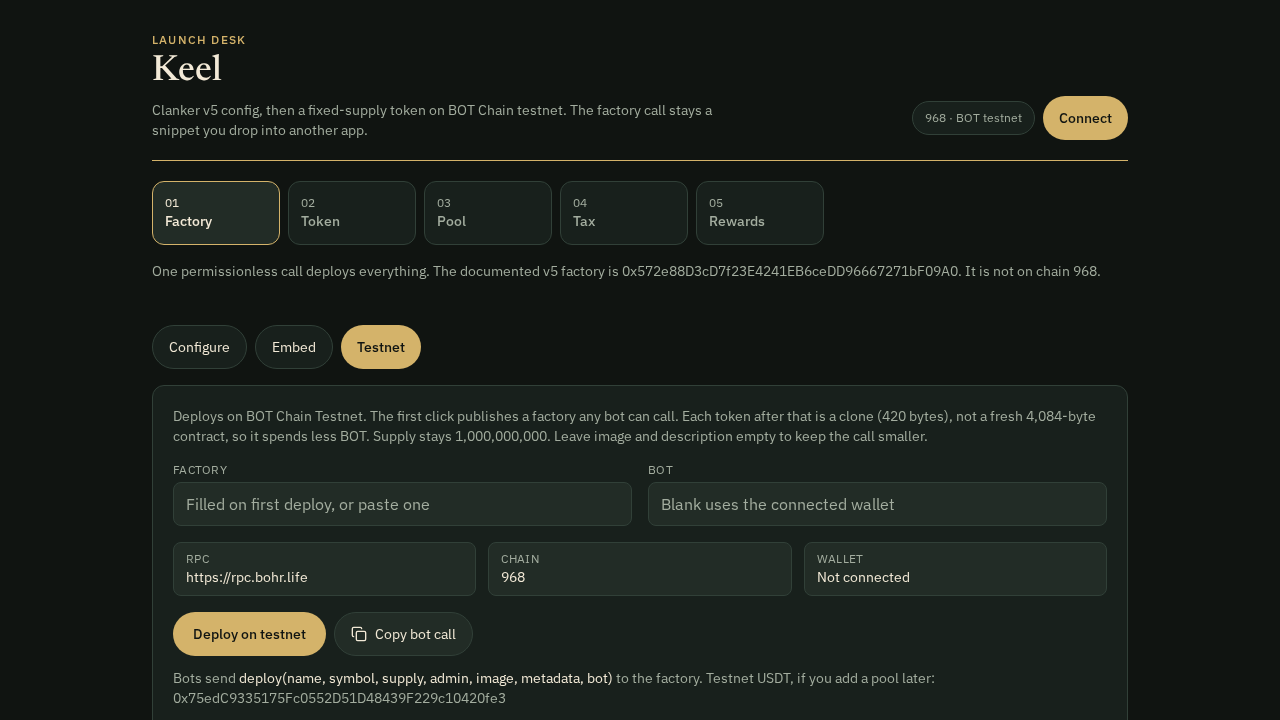 LAUNCH DESK
Keel
Clanker v5 config, then a fixed-supply token on BOT Chain testnet. The factory call stays a
snippet you drop into another app.
968 · BOT testnet
Connect
01
Factory
02
Token
03
Pool
04
Tax
05
Rewards
One permissionless call deploys everything. The documented v5 factory is 0x572e88D3cD7f23E4241EB6ceDD96667271bF09A0. It is not on chain 968.
Configure
Embed
Testnet
Deploys on BOT Chain Testnet. The first click publishes a factory any bot can call. Each token after that is a clone (420 bytes), not a fresh 4,084-byte
contract, so it spends less BOT. Supply stays 1,000,000,000. Leave image and description empty to keep the call smaller.
FACTORY
Filled on first deploy, or paste one
BOT
Blank uses the connected wallet
RPC
https://rpc.bohr.life
CHAIN
968
WALLET
Not connected
Deploy on testnet
Copy bot call
Bots send deploy(name, symbol, supply, admin, image, metadata, bot) to the factory. Testnet USDT, if you add a pool later:
0x75edC9335175Fc0552D51D48439F229c10420fe3